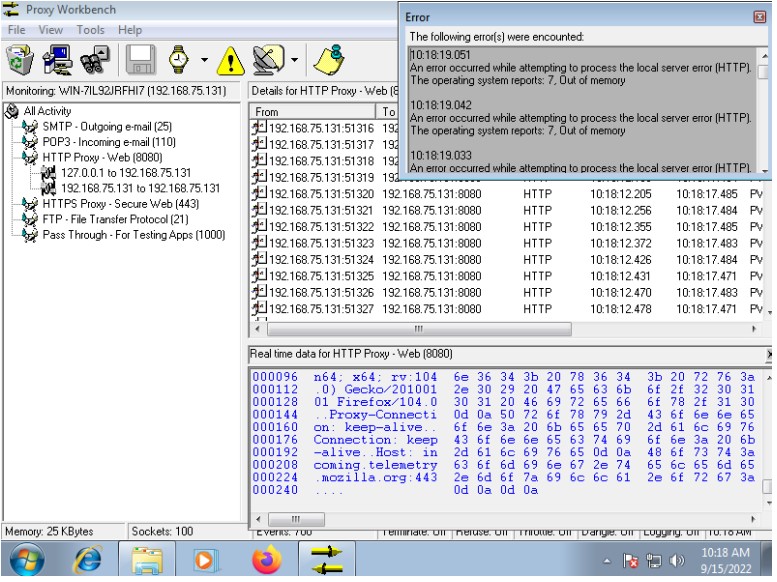 Proxy Workbench
File View Tools Help
Monitoring: WIN-7IL92JRFHI7 (192.168.75.131)
All Activity
SMTP - Outgoing e-mail (25)
POP3 - Incoming e-mail (110)
HTTP Proxy - Web (8080)
127.0.0.1 to 192.168.75.131
192.168.75.131 to 192.168.75.131
HTTPS Proxy - Secure Web (443)
FTP - File Transfer Protocol (21)
Pass Through - For Testing Apps (1000)
Error
The following error(s) were encounted:
10:18:19.051
An error occurred while attempting to process the local server error (HTTP).
The operating system reports: 7, Out of memory
10:18:19.042
An error occurred while attempting to process the local server error (HTTP).
The operating system reports: 7, Out of memory
10:18:19.033
An error occurred while attempting to process the local server error (HTTP).
Details for HTTP Proxy - Web (8
From To
192.168.75.131:51316 192
192.168.75.131:51317 192
192.168.75.131:51318 192
192.168.75.131:51319 192
192.168.75.131:51320 192.168.75.131:8080 HTTP 10:18:12.205 10:18:17.485 PW
192.168.75.131:51321 192.168.75.131:8080 HTTP 10:18:12.256 10:18:17.484 PW
192.168.75.131:51322 192.168.75.131:8080 HTTP 10:18:12.355 10:18:17.485 PW
192.168.75.131:51323 192.168.75.131:8080 HTTP 10:18:12.372 10:18:17.483 PW
192.168.75.131:51324 192.168.75.131:8080 HTTP 10:18:12.426 10:18:17.484 PW
192.168.75.131:51325 192.168.75.131:8080 HTTP 10:18:12.431 10:18:17.471 PW
192.168.75.131:51326 192.168.75.131:8080 HTTP 10:18:12.470 10:18:17.483 PW
192.168.75.131:51327 192.168.75.131:8080 HTTP 10:18:12.478 10:18:17.471 PW
Real time data for HTTP Proxy - Web (8080)
000096 n64; x64; rv:104 6e 36 34 3b 20 78 36 34 3b 20 72 76 3a
000112 .0) Gecko/201001 2e 30 29 20 47 65 63 6b 6f 2f 32 30 31
000128 01 Firefox/104.0 30 31 20 46 69 72 65 66 6f 78 2f 31 30
000144 ..Proxy-Connecti 0d 0a 50 72 6f 78 79 2d 43 6f 6e 6e 65
000160 on: keep-alive.. 6f 6e 3a 20 6b 65 65 70 2d 61 6c 69 76
000176 Connection: keep 43 6f 6e 6e 65 63 74 69 6f 6e 3a 20 6b
000192 -alive..Host: in 2d 61 6c 69 76 65 0d 0a 48 6f 73 74 3a
000208 coming.telemetry 63 6f 6d 69 6e 67 2e 74 65 6c 65 6d 65
000224 .mozilla.org:443 2e 6d 6f 7a 69 6c 6c 61 2e 6f 72 67 3a
000240 .... 0d 0a 0d 0a
Memory: 25 KBytes Sockets: 100 Events: 700 Terminate: Off Refuse: Off Throttle: Off Dangle: Off Logging: Off 10:18 AM
10:18 AM
9/15/2022